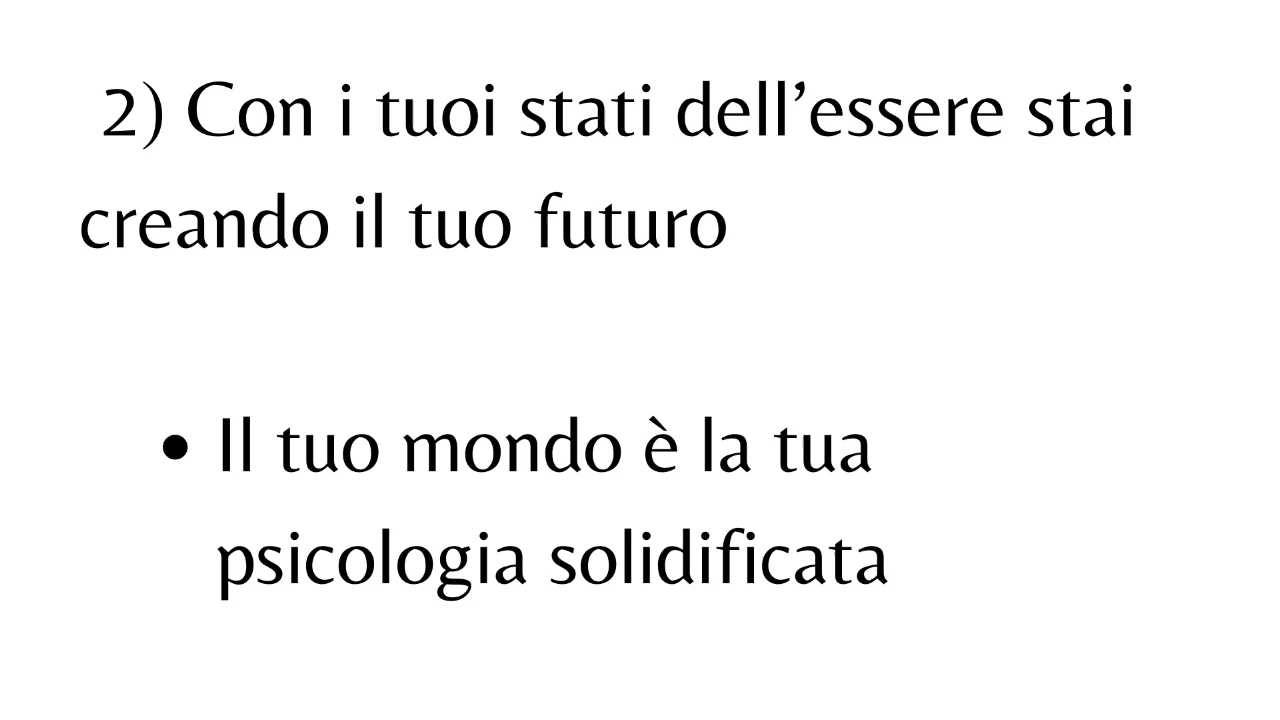 2) Con i tuoi stati dell’essere stai
creando il tuo futuro
• Il tuo mondo è la tua
psicologia solidificata